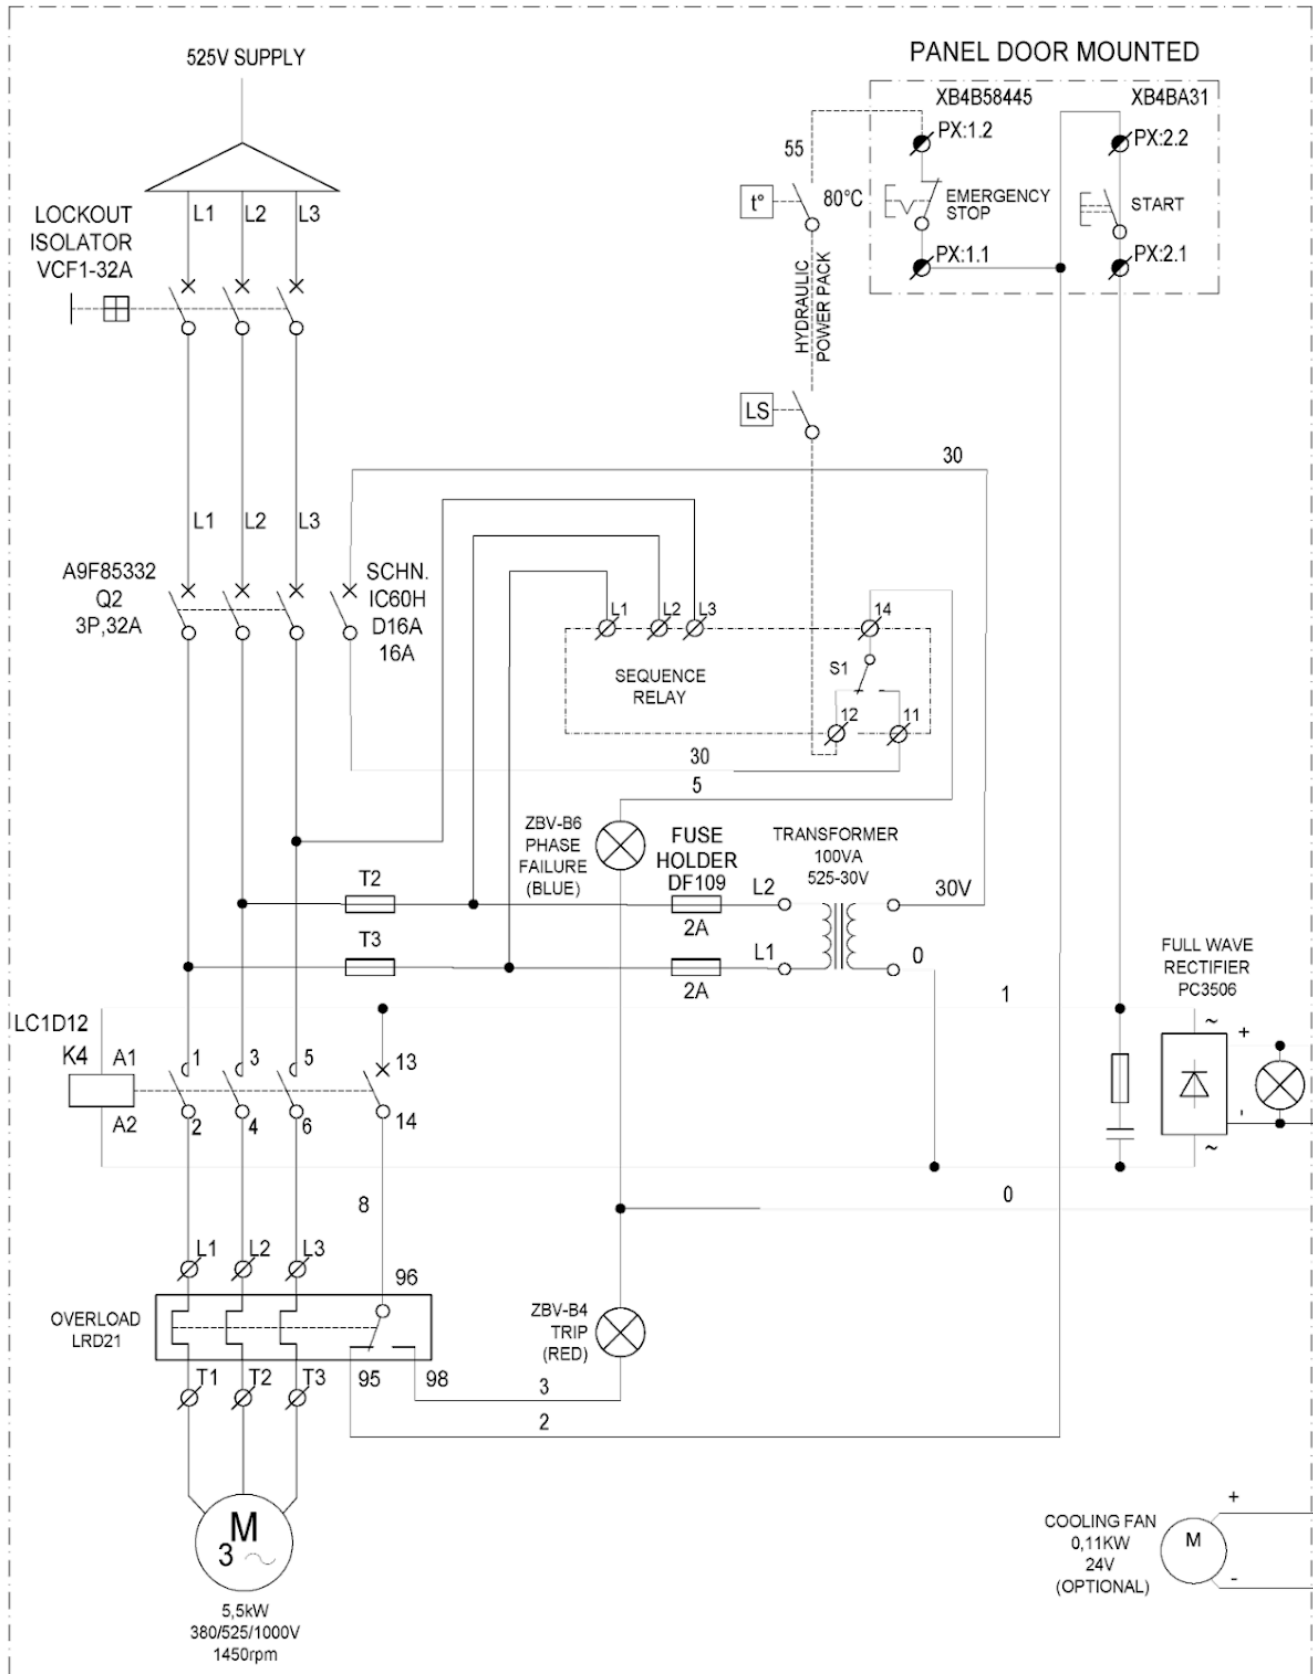 525V SUPPLY
PANEL DOOR MOUNTED
XB4B58445
XB4BA31
PX:1.2
PX:2.2
55
t°
80°C
EMERGENCY
STOP
START
PX:1.1
PX:2.1
HYDRAULIC
POWER PACK
LS
LOCKOUT
ISOLATOR
VCF1-32A
L1
L2
L3
30
L1
L2
L3
A9F85332
Q2
3P,32A
SCHN.
IC60H
D16A
16A
L1
L2
L3
14
SEQUENCE
RELAY
S1
12
11
30
5
ZBV-B6
PHASE
FAILURE
(BLUE)
FUSE
HOLDER
DF109
2A
2A
TRANSFORMER
100VA
525-30V
L2
L1
30V
0
T2
T3
1
FULL WAVE
RECTIFIER
PC3506
~
+
-
~
LC1D12
K4
A1
A2
1
3
5
13
2
4
6
14
8
0
L1
L2
L3
96
OVERLOAD
LRD21
T1
T2
T3
95
98
ZBV-B4
TRIP
(RED)
3
2
M
3
5,5kW
380/525/1000V
1450rpm
COOLING FAN
0,11KW
24V
(OPTIONAL)
M
+
-